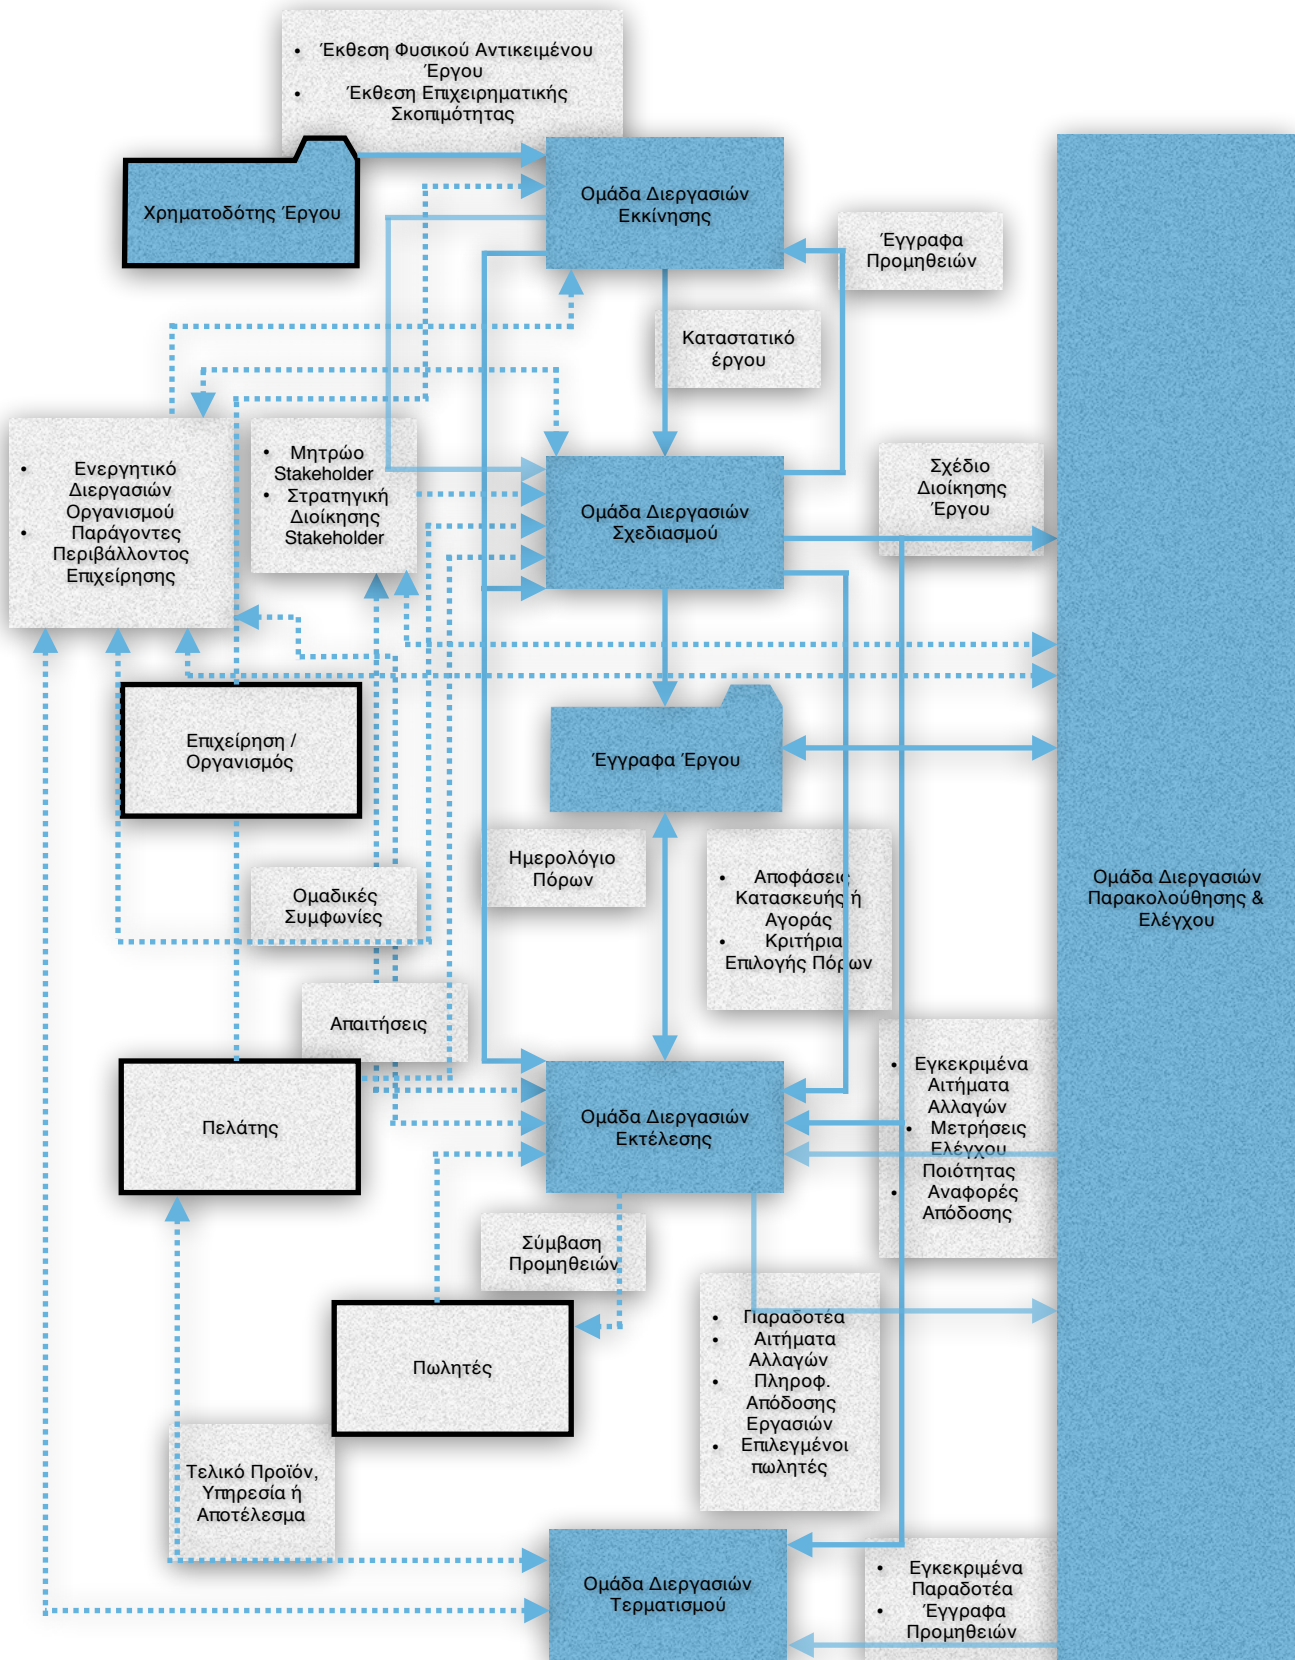 • Έκθεση Φυσικού Αντικειμένου
Έργου
• Έκθεση Επιχειρηματικής
Σκοπιμότητας
Χρηματοδότης Έργου
Ομάδα Διεργασιών
Εκκίνησης
Έγγραφα
Προμηθειών
Καταστατικό
έργου
• Ενεργητικό
Διεργασιών
Οργανισμού
• Παράγοντες
Περιβάλλοντος
Επιχείρησης
• Μητρώο
Stakeholder
• Στρατηγική
Διοίκησης
Stakeholder
Ομάδα Διεργασιών
Σχεδιασμού
Σχέδιο
Διοίκησης
Έργου
Επιχείρηση /
Οργανισμός
Έγγραφα Έργου
Ημερολόγιο
Πόρων
• Αποφάσεις
Κατασκευής ή
Αγοράς
• Κριτήρια
Επιλογής Πόρων
Ομάδα Διεργασιών
Παρακολούθησης &
Ελέγχου
Ομαδικές
Συμφωνίες
Απαιτήσεις
Πελάτης
Ομάδα Διεργασιών
Εκτέλεσης
• Εγκεκριμένα
Αιτήματα
Αλλαγών
• Μετρήσεις
Ελέγχου
Ποιότητας
• Αναφορές
Απόδοσης
Σύμβαση
Προμηθειών
Πωλητές
• Παραδοτέα
• Αιτήματα
Αλλαγών
• Πληροφ.
Απόδοσης
Εργασιών
• Επιλεγμένοι
πωλητές
Τελικό Προϊόν,
Υπηρεσία ή
Αποτέλεσμα
Ομάδα Διεργασιών
Τερματισμού
• Εγκεκριμένα
Παραδοτέα
• Έγγραφα
Προμηθειών